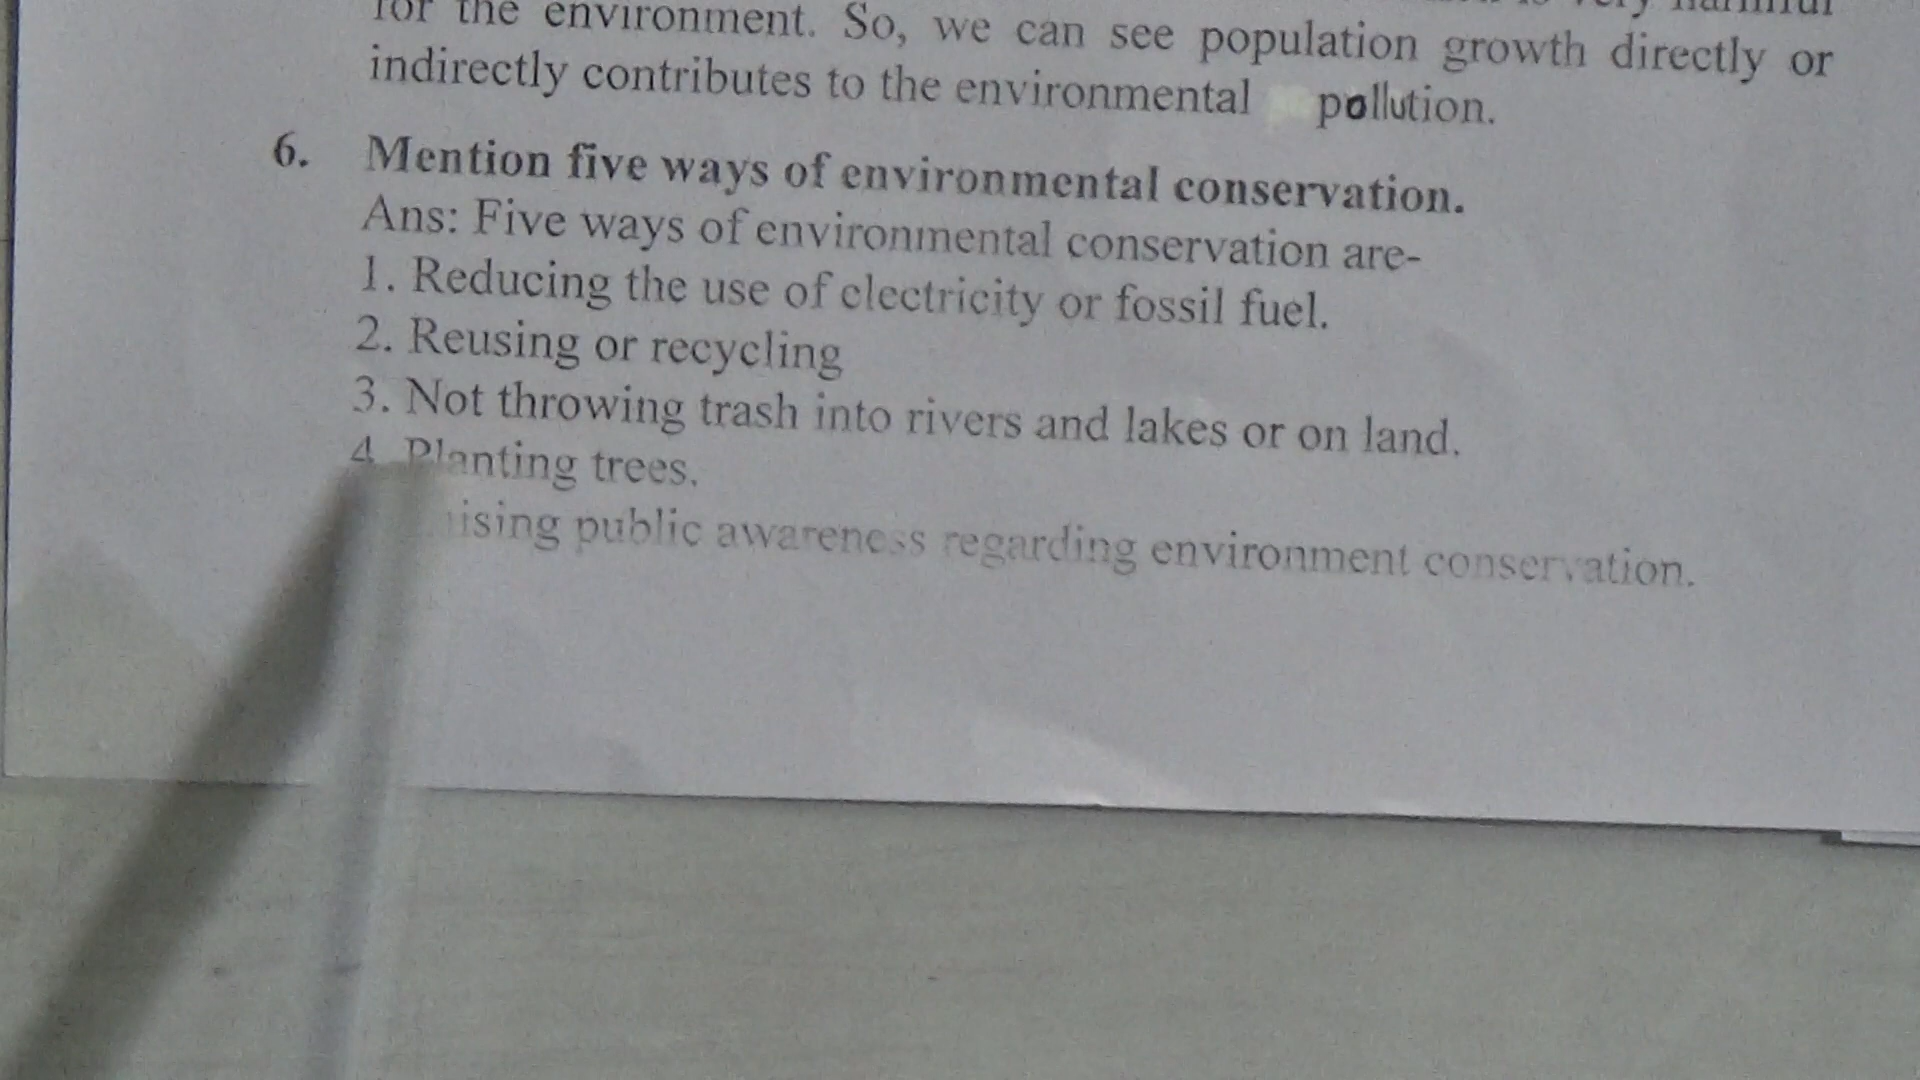 for the environment. So, we can see population growth directly or
indirectly contributes to the environmental pollution.
6. Mention five ways of environmental conservation.
Ans: Five ways of environmental conservation are-
1. Reducing the use of electricity or fossil fuel.
2. Reusing or recycling
3. Not throwing trash into rivers and lakes or on land.
4. Planting trees.
public awareness regarding environment conservation.